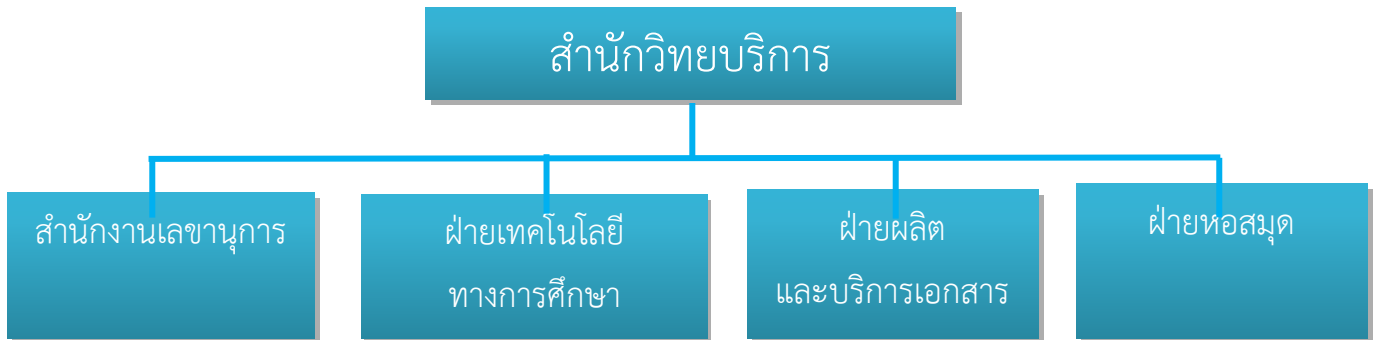 สำนักวิทยบริการ
สำนักงานเลขานุการ
ฝ่ายเทคโนโลยี
ทางการศึกษา
ฝ่ายผลิต
และบริการเอกสาร
ฝ่ายหอสมุด